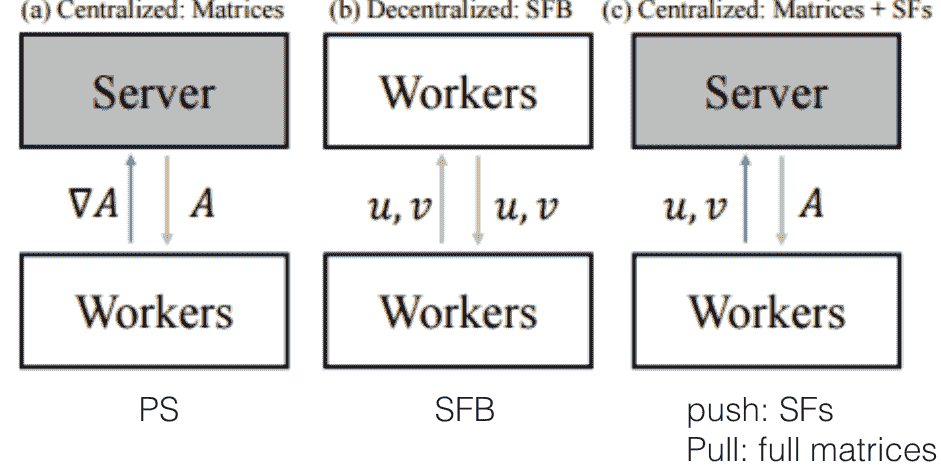 (a) Centralized: Matrices
(b) Decentralized: SFB
(c) Centralized: Matrices + SFs
Server
Workers
Server
∇A
A
u, v
u, v
u, v
A
Workers
Workers
Workers
PS
SFB
push: SFs
Pull: full matrices